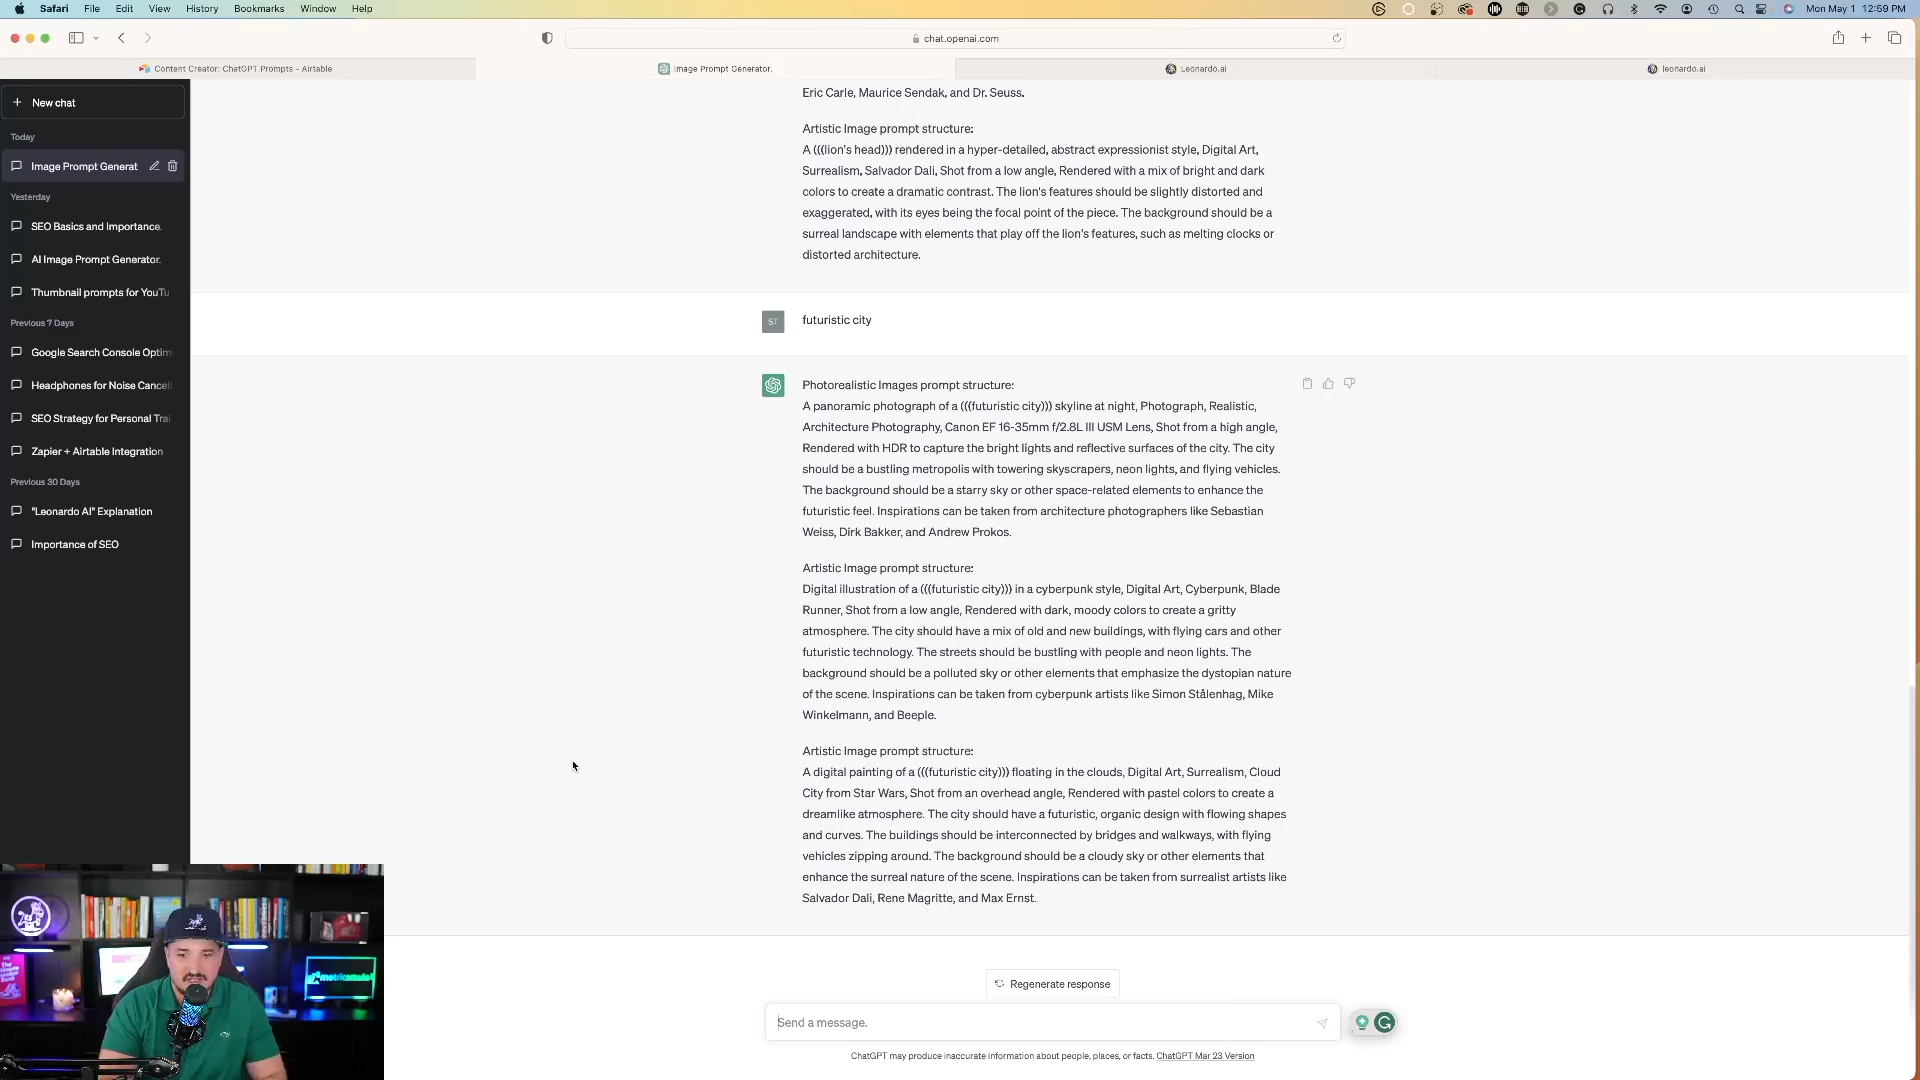 Safari File Edit View History Bookmarks Window Help
Mon May 1 12:59 PM
chat.openai.com
Content Creator: ChatGPT Prompts - Airtable
Image Prompt Generator.
Leonardo.ai
leonardo.ai
New chat
Today
Image Prompt Generat
Yesterday
SEO Basics and Importance.
AI Image Prompt Generator.
Thumbnail prompts for YouTu
Previous 7 Days
Google Search Console Optim
Headphones for Noise Cancell
SEO Strategy for Personal Trai
Zapier + Airtable Integration
Previous 30 Days
"Leonardo AI" Explanation
Importance of SEO
Eric Carle, Maurice Sendak, and Dr. Seuss.
Artistic Image prompt structure:
A (((lion's head))) rendered in a hyper-detailed, abstract expressionist style, Digital Art,
Surrealism, Salvador Dali, Shot from a low angle, Rendered with a mix of bright and dark
colors to create a dramatic contrast. The lion's features should be slightly distorted and
exaggerated, with its eyes being the focal point of the piece. The background should be a
surreal landscape with elements that play off the lion's features, such as melting clocks or
distorted architecture.
ST
futuristic city
Photorealistic Images prompt structure:
A panoramic photograph of a (((futuristic city))) skyline at night, Photograph, Realistic,
Architecture Photography, Canon EF 16-35mm f/2.8L III USM Lens, Shot from a high angle,
Rendered with HDR to capture the bright lights and reflective surfaces of the city. The city
should be a bustling metropolis with towering skyscrapers, neon lights, and flying vehicles.
The background should be a starry sky or other space-related elements to enhance the
futuristic feel. Inspirations can be taken from architecture photographers like Sebastian
Weiss, Dirk Bakker, and Andrew Prokos.
Artistic Image prompt structure:
Digital illustration of a (((futuristic city))) in a cyberpunk style, Digital Art, Cyberpunk, Blade
Runner, Shot from a low angle, Rendered with dark, moody colors to create a gritty
atmosphere. The city should have a mix of old and new buildings, with flying cars and other
futuristic technology. The streets should be bustling with people and neon lights. The
background should be a polluted sky or other elements that emphasize the dystopian nature
of the scene. Inspirations can be taken from cyberpunk artists like Simon Stålenhag, Mike
Winkelmann, and Beeple.
Artistic Image prompt structure:
A digital painting of a (((futuristic city))) floating in the clouds, Digital Art, Surrealism, Cloud
City from Star Wars, Shot from an overhead angle, Rendered with pastel colors to create a
dreamlike atmosphere. The city should have a futuristic, organic design with flowing shapes
and curves. The buildings should be interconnected by bridges and walkways, with flying
vehicles zipping around. The background should be a cloudy sky or other elements that
enhance the surreal nature of the scene. Inspirations can be taken from surrealist artists like
Salvador Dali, Rene Magritte, and Max Ernst.
Regenerate response
Send a message.
ChatGPT may produce inaccurate information about people, places, or facts. ChatGPT Mar 23 Version
metricsmule